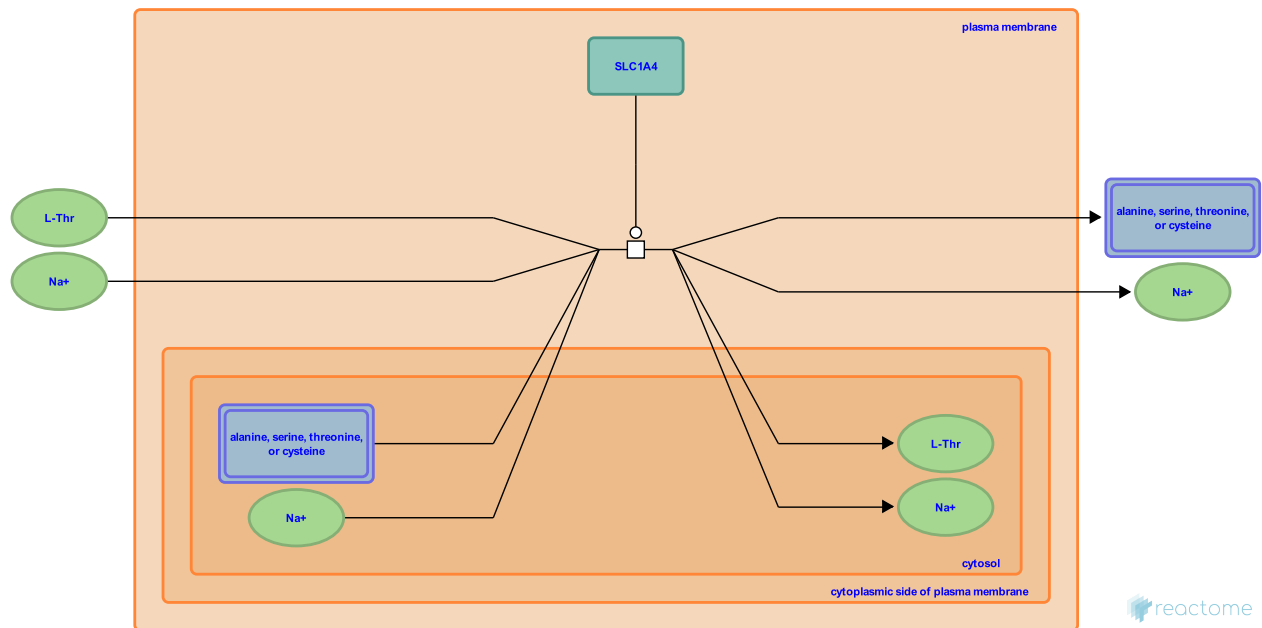 plasma membrane
SLC1A4
L-Thr
Na+
alanine, serine, threonine,
or cysteine
Na+
alanine, serine, threonine,
or cysteine
Na+
L-Thr
Na+
cytosol
cytoplasmic side of plasma membrane
reactome